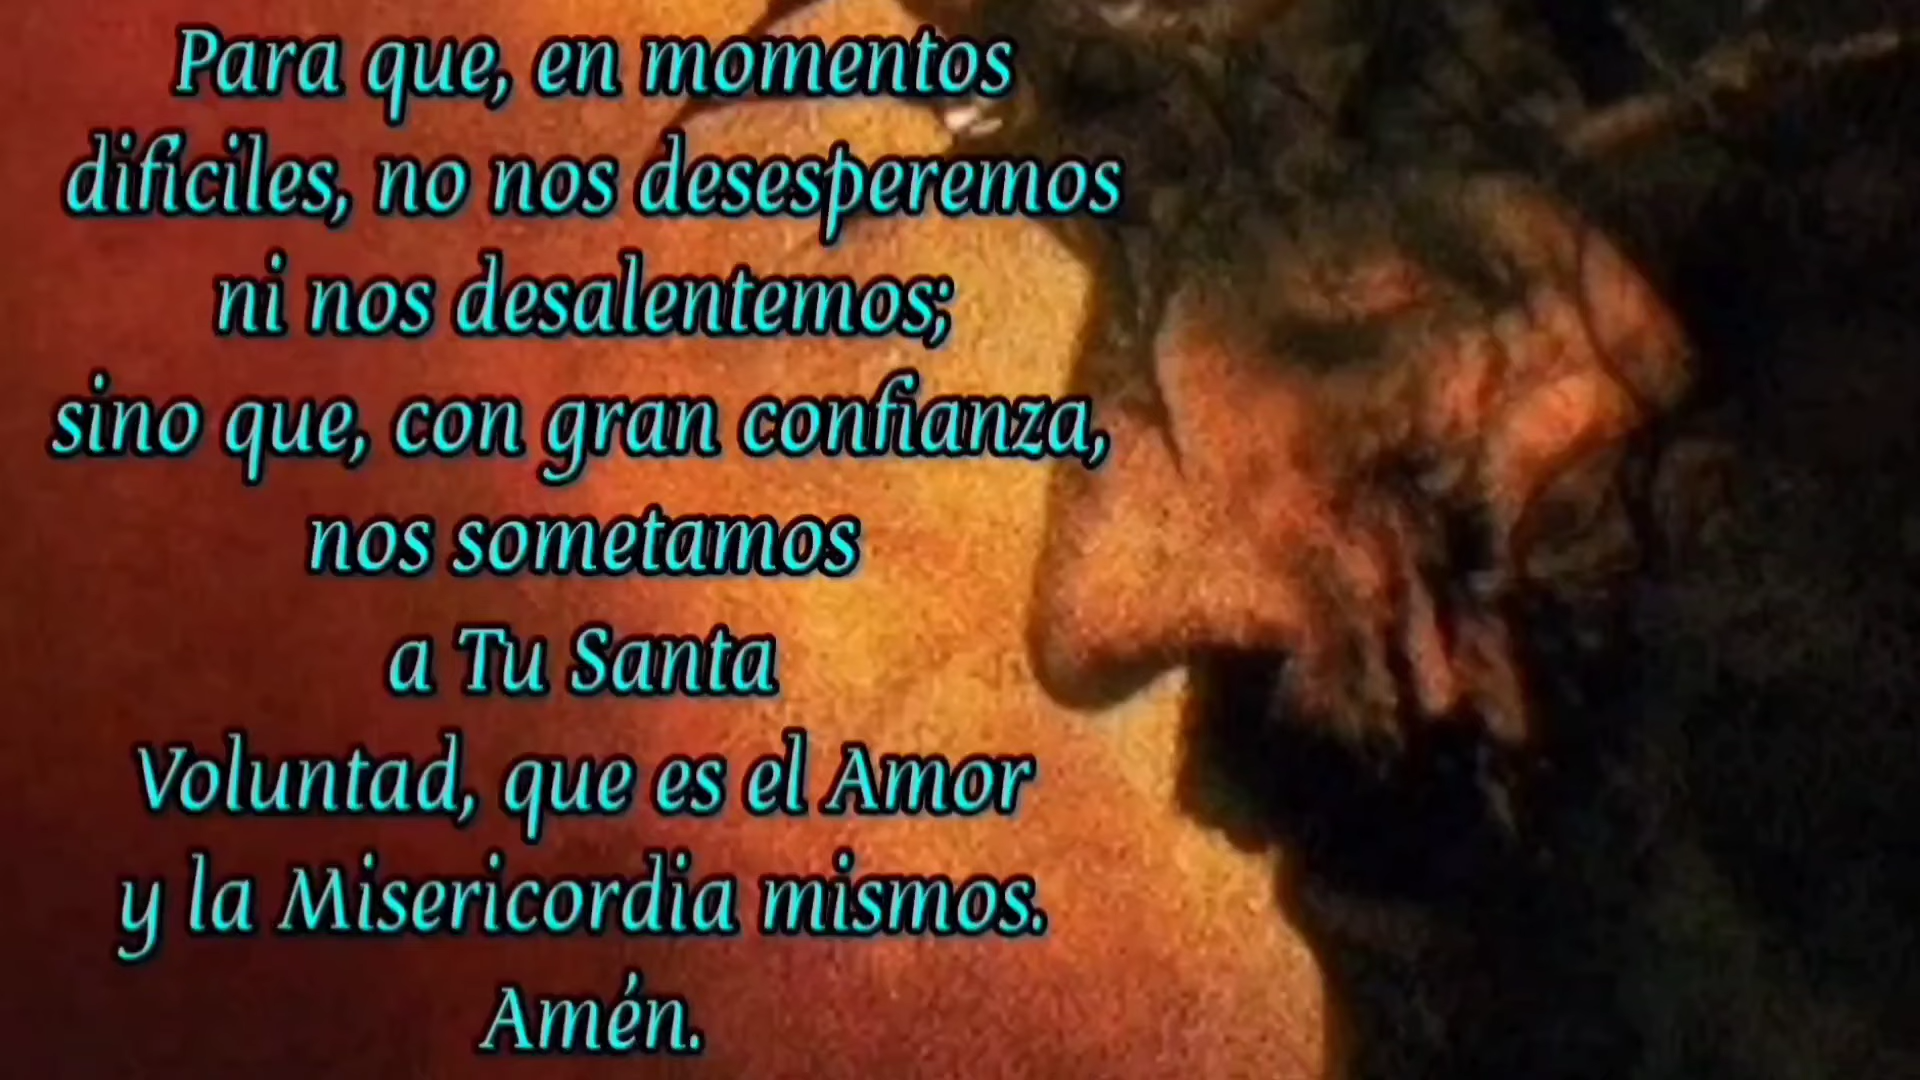 Para que, en momentos
difíciles, no nos desesperemos
ni nos desalentemos;
sino que, con gran confianza,
nos sometamos
a Tu Santa
Voluntad, que es el Amor
y la Misericordia mismos.
Amén.